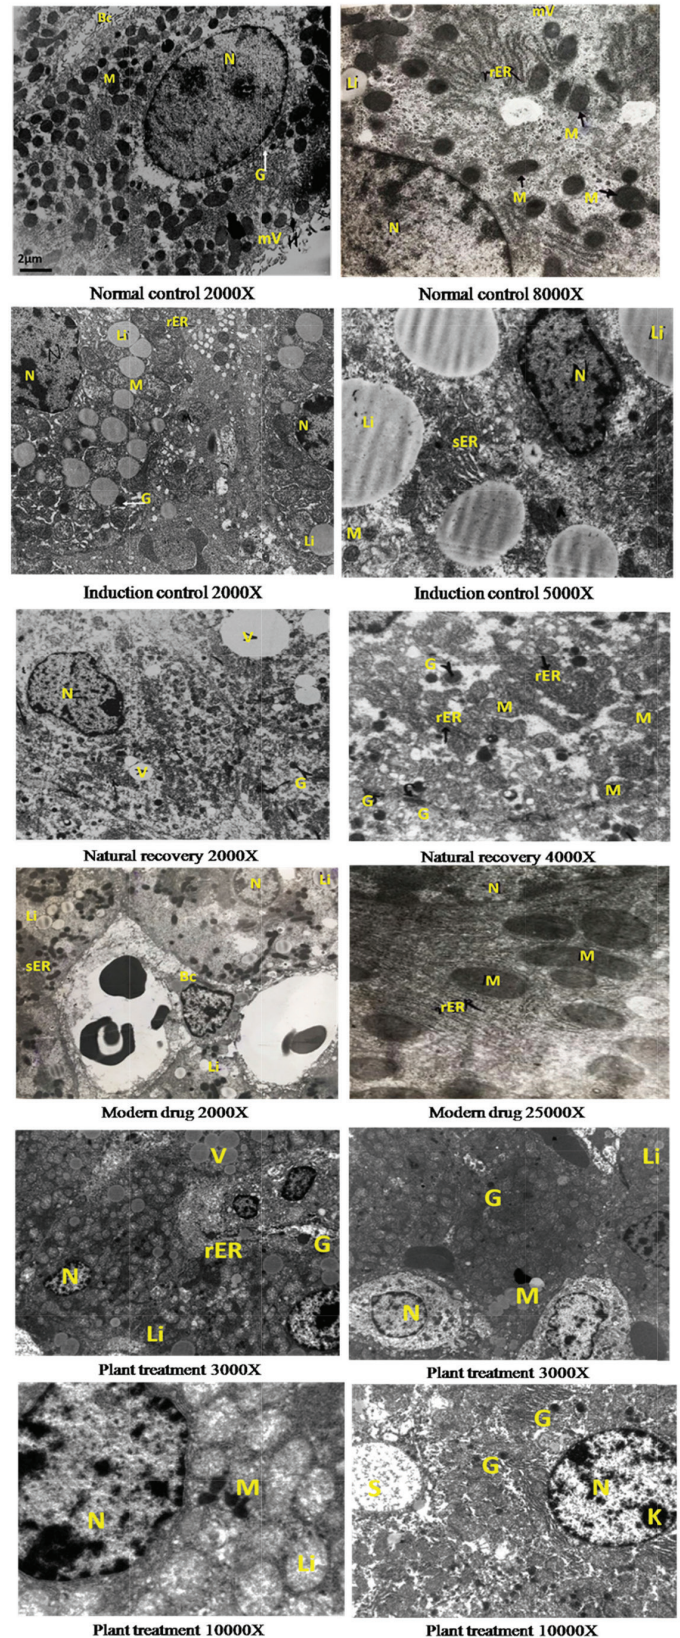 Bc
N
M
G
mV
2μm
Normal control 2000X
mV
Li
rER
M
M
M
N
Normal control 8000X
Li
rER
N
N
M
N
G
Li
Induction control 2000X
Li
N
Li
sER
M
Induction control 5000X
V
N
V
G
Natural recovery 2000X
G
rER
M
rER
M
M
G
G
Natural recovery 4000X
N
Li
Li
sER
Bc
Li
Modern drug 2000X
N
M
M
rER
Modern drug 25000X
V
rER
G
N
Li
Plant treatment 3000X
Li
G
M
N
Plant treatment 3000X
M
N
Li
Plant treatment 10000X
G
G
S
N
K
Plant treatment 10000X